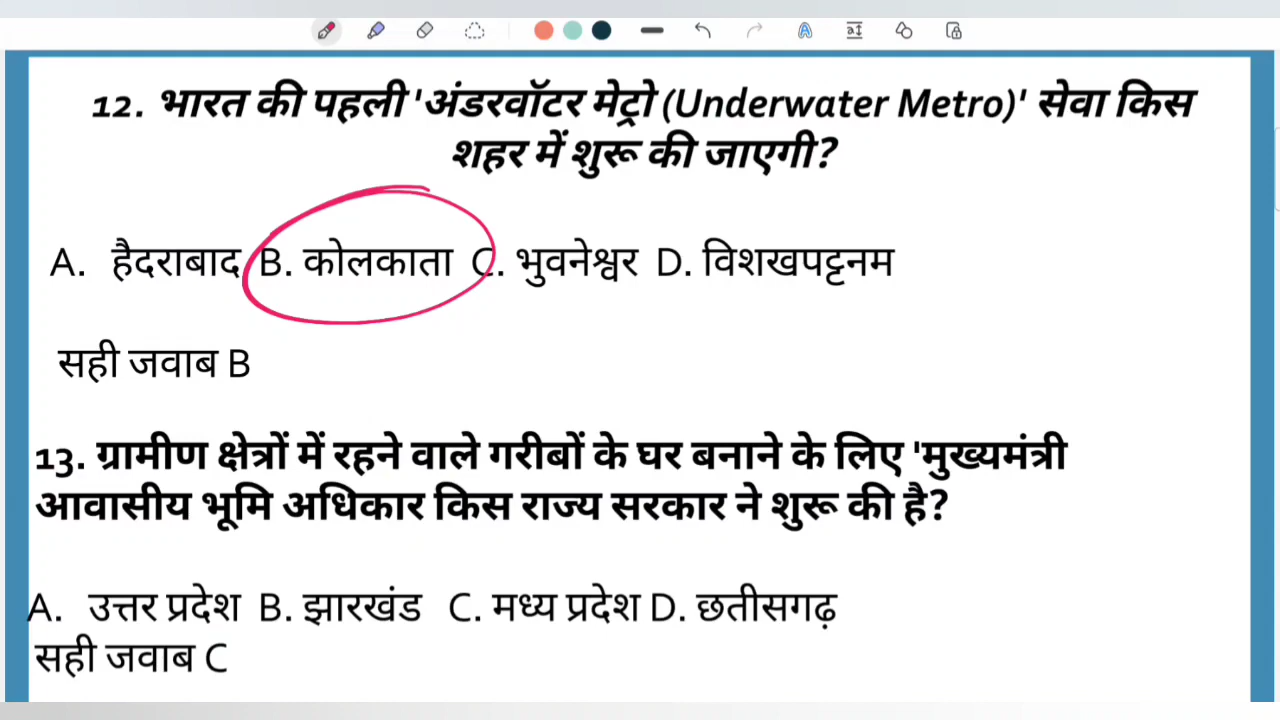 12. भारत की पहली 'अंडरवॉटर मेट्रो (Underwater Metro)' सेवा किस
शहर में शुरू की जाएगी?
A. हैदराबाद B. कोलकाता C. भुवनेश्वर D. विशखपट्टनम
सही जवाब B
13. ग्रामीण क्षेत्रों में रहने वाले गरीबों के घर बनाने के लिए 'मुख्यमंत्री
आवासीय भूमि अधिकार किस राज्य सरकार ने शुरू की है?
A. उत्तर प्रदेश B. झारखंड C. मध्य प्रदेश D. छतीसगढ़
सही जवाब C